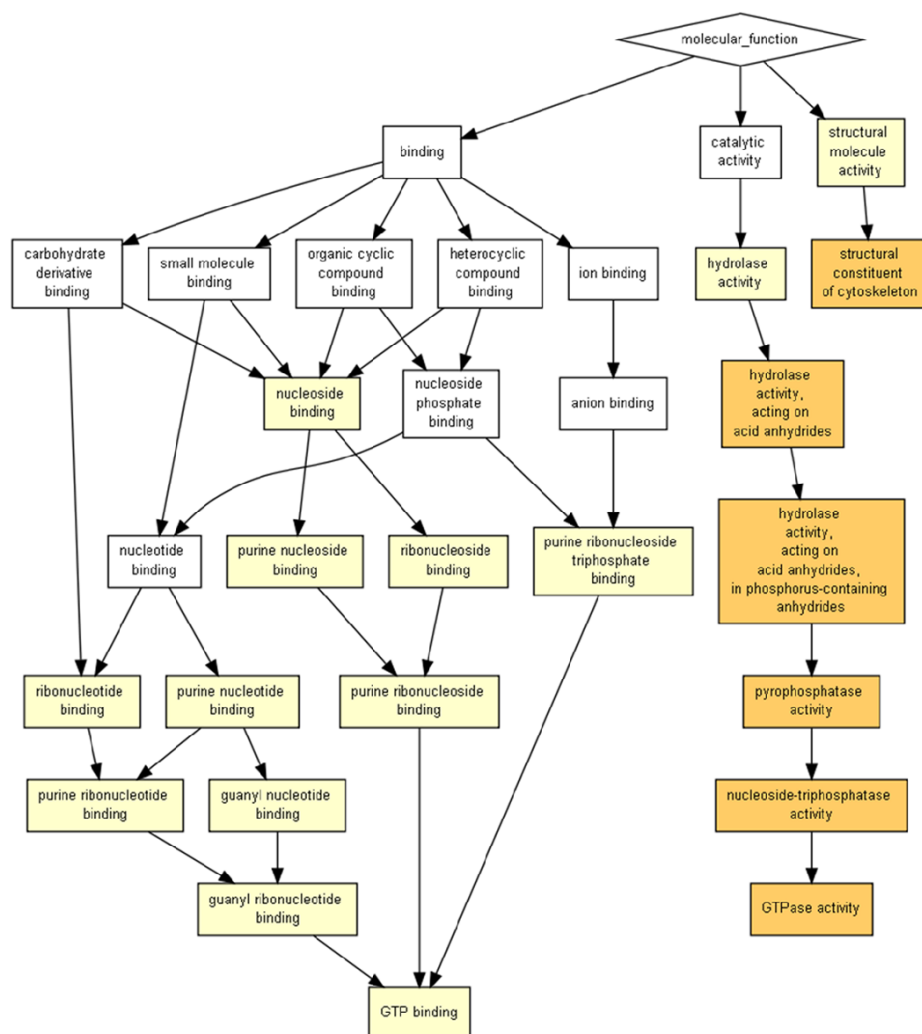 molecular_function
binding
catalytic
activity
structural
molecule
activity
carbohydrate
derivative
binding
small molecule
binding
organic cyclic
compound
binding
heterocyclic
compound
binding
ion binding
hydrolase
activity
structural
constituent
of cytoskeleton
nucleoside
binding
nucleoside
phosphate
binding
anion binding
hydrolase
activity,
acting on
acid anhydrides
nucleotide
binding
purine nucleoside
binding
ribonucleoside
binding
purine ribonucleoside
triphosphate
binding
hydrolase
activity,
acting on
acid anhydrides,
in phosphorus-containing
anhydrides
ribonucleotide
binding
purine nucleotide
binding
purine ribonucleoside
binding
pyrophosphatase
activity
purine ribonucleotide
binding
guanyl nucleotide
binding
nucleoside-triphosphatase
activity
guanyl ribonucleotide
binding
GTPase activity
GTP binding